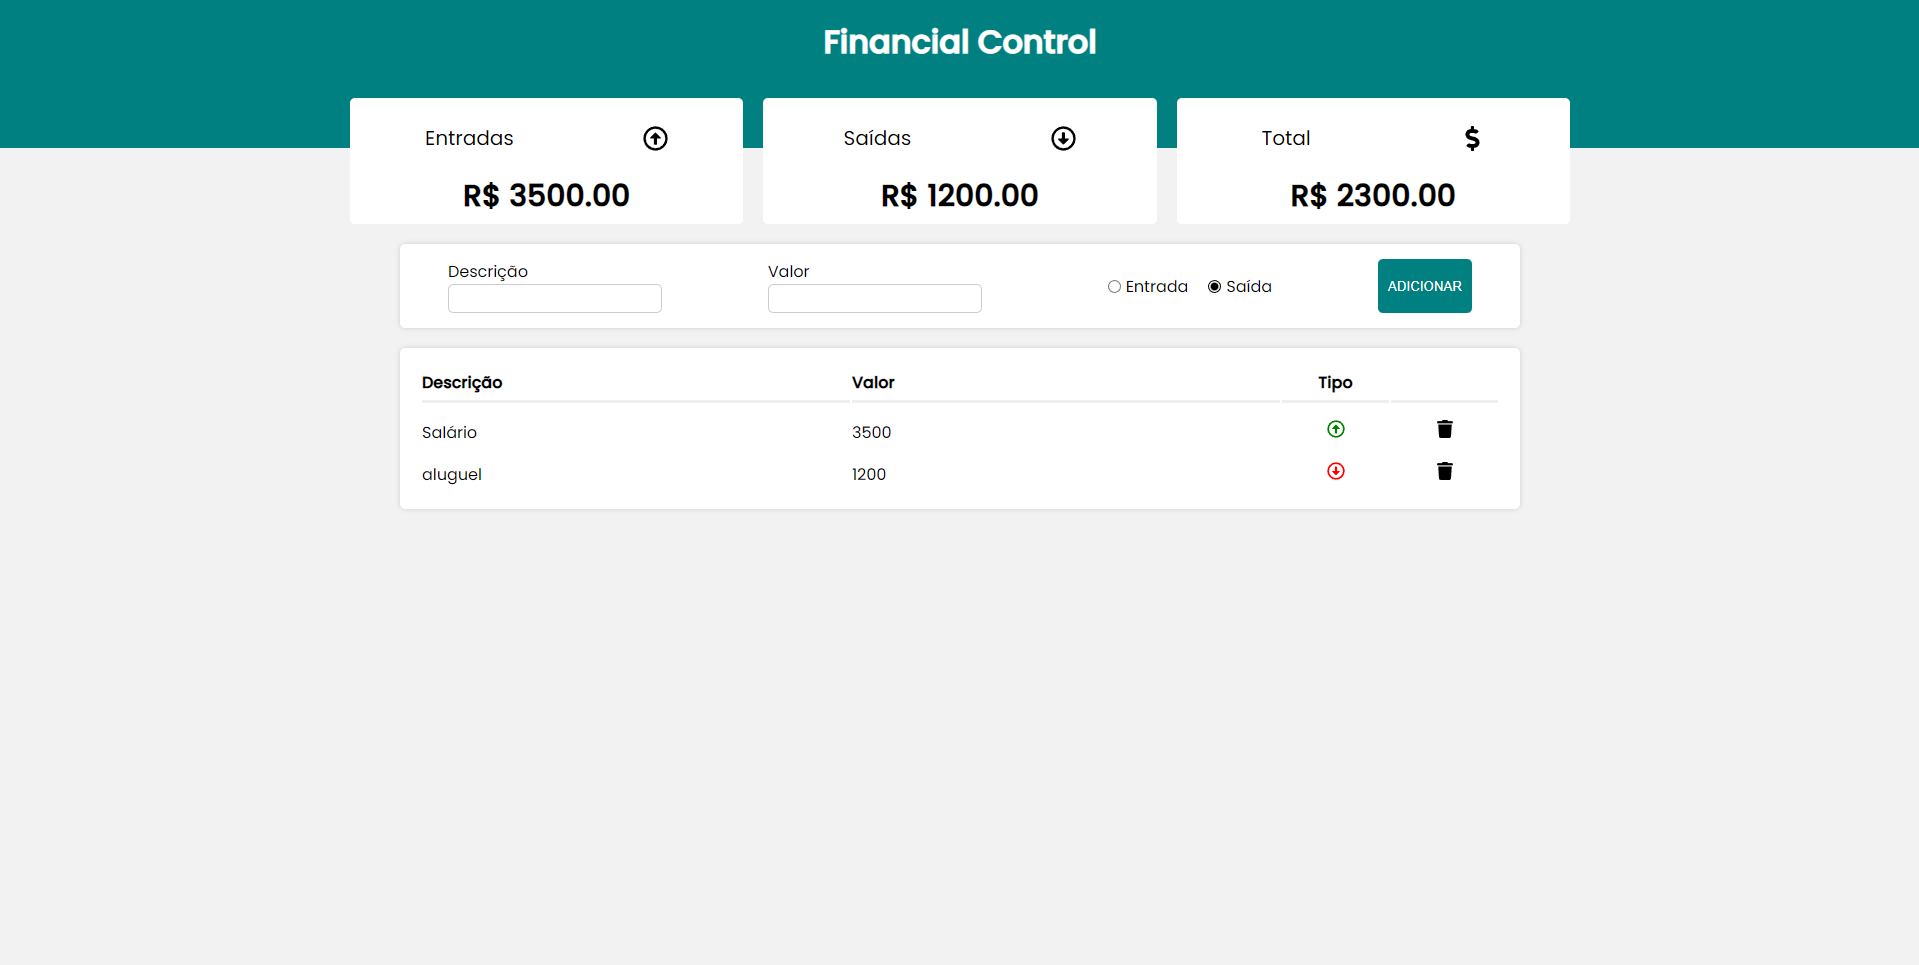 Financial Control
Entradas
R$ 3500.00
Saídas
R$ 1200.00
Total
R$ 2300.00
Descrição
Valor
Entrada
Saída
ADICIONAR
Descrição Valor Tipo
Salário 3500
aluguel 1200